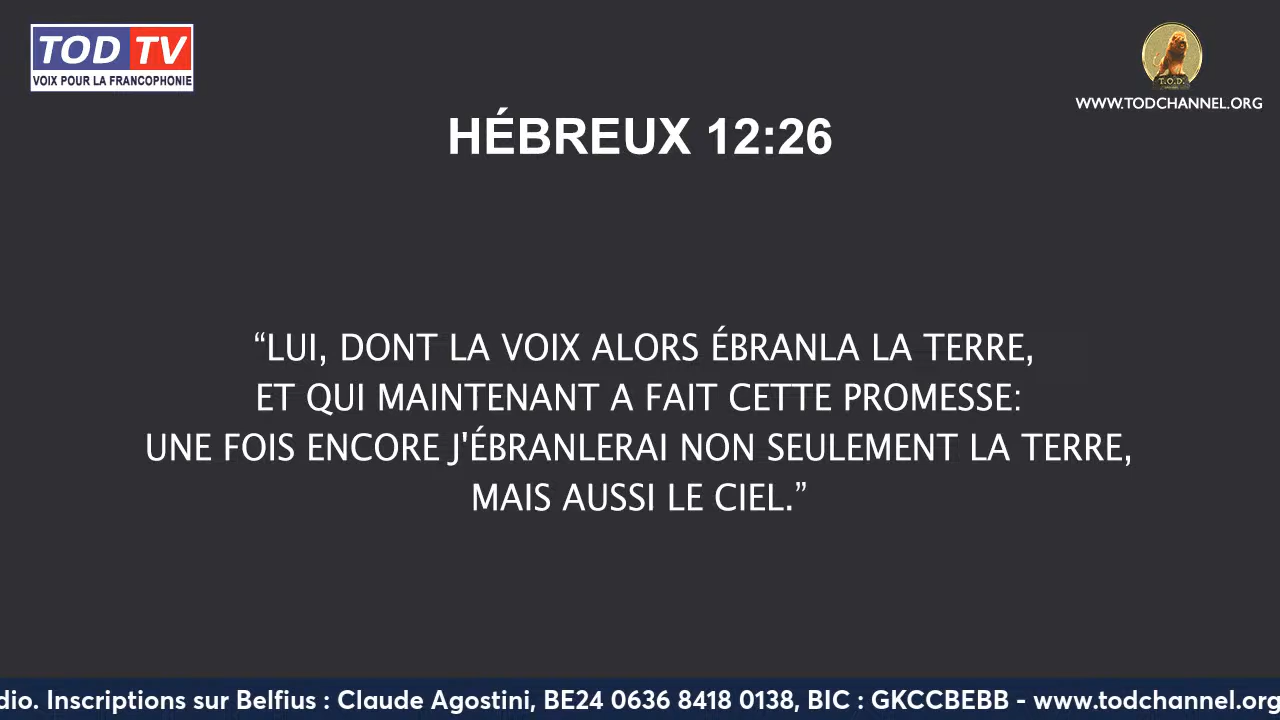 TOD TV
VOIX POUR LA FRANCOPHONIE
T.O.D.
WWW.TODCHANNEL.ORG
HÉBREUX 12:26
“LUI, DONT LA VOIX ALORS ÉBRANLA LA TERRE,
ET QUI MAINTENANT A FAIT CETTE PROMESSE:
UNE FOIS ENCORE J'ÉBRANLERAI NON SEULEMENT LA TERRE,
MAIS AUSSI LE CIEL.”
dio. Inscriptions sur Belfius : Claude Agostini, BE24 0636 8418 0138, BIC : GKCCBEBB - www.todchannel.org